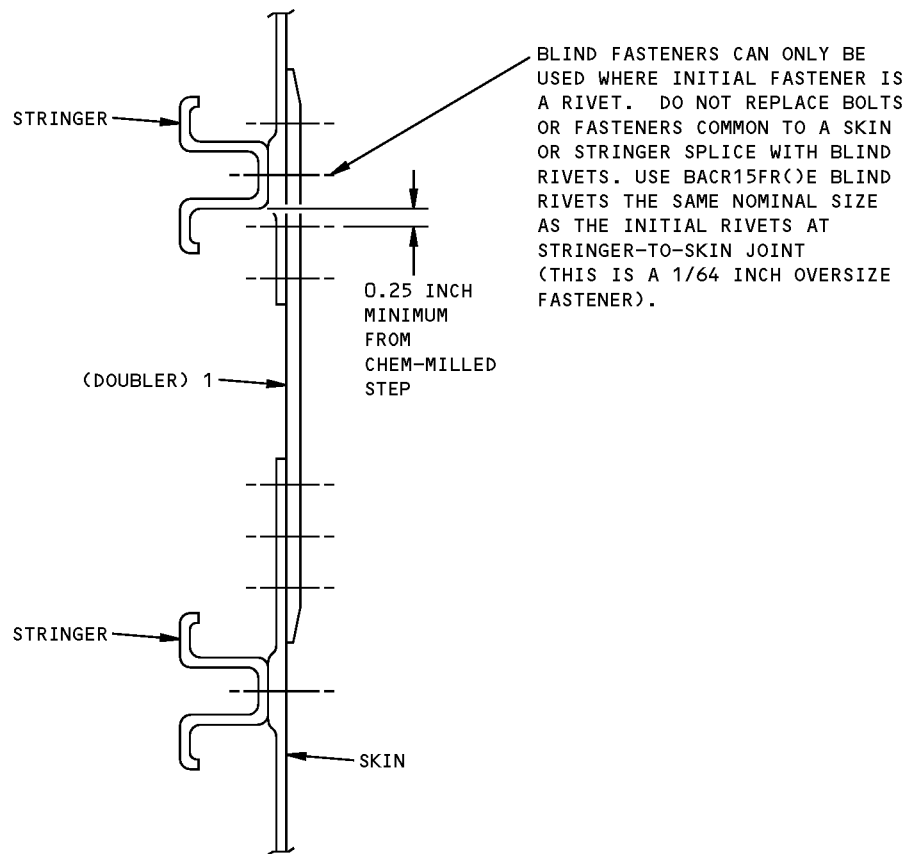 BLIND FASTENERS CAN ONLY BE
USED WHERE INITIAL FASTENER IS
A RIVET. DO NOT REPLACE BOLTS
OR FASTENERS COMMON TO A SKIN
OR STRINGER SPLICE WITH BLIND
RIVETS. USE BACR15FR()E BLIND
RIVETS THE SAME NOMINAL SIZE
AS THE INITIAL RIVETS AT
STRINGER-TO-SKIN JOINT
(THIS IS A 1/64 INCH OVERSIZE
FASTENER).
STRINGER
0.25 INCH
MINIMUM
FROM
CHEM-MILLED
STEP
(DOUBLER) 1
STRINGER
SKIN